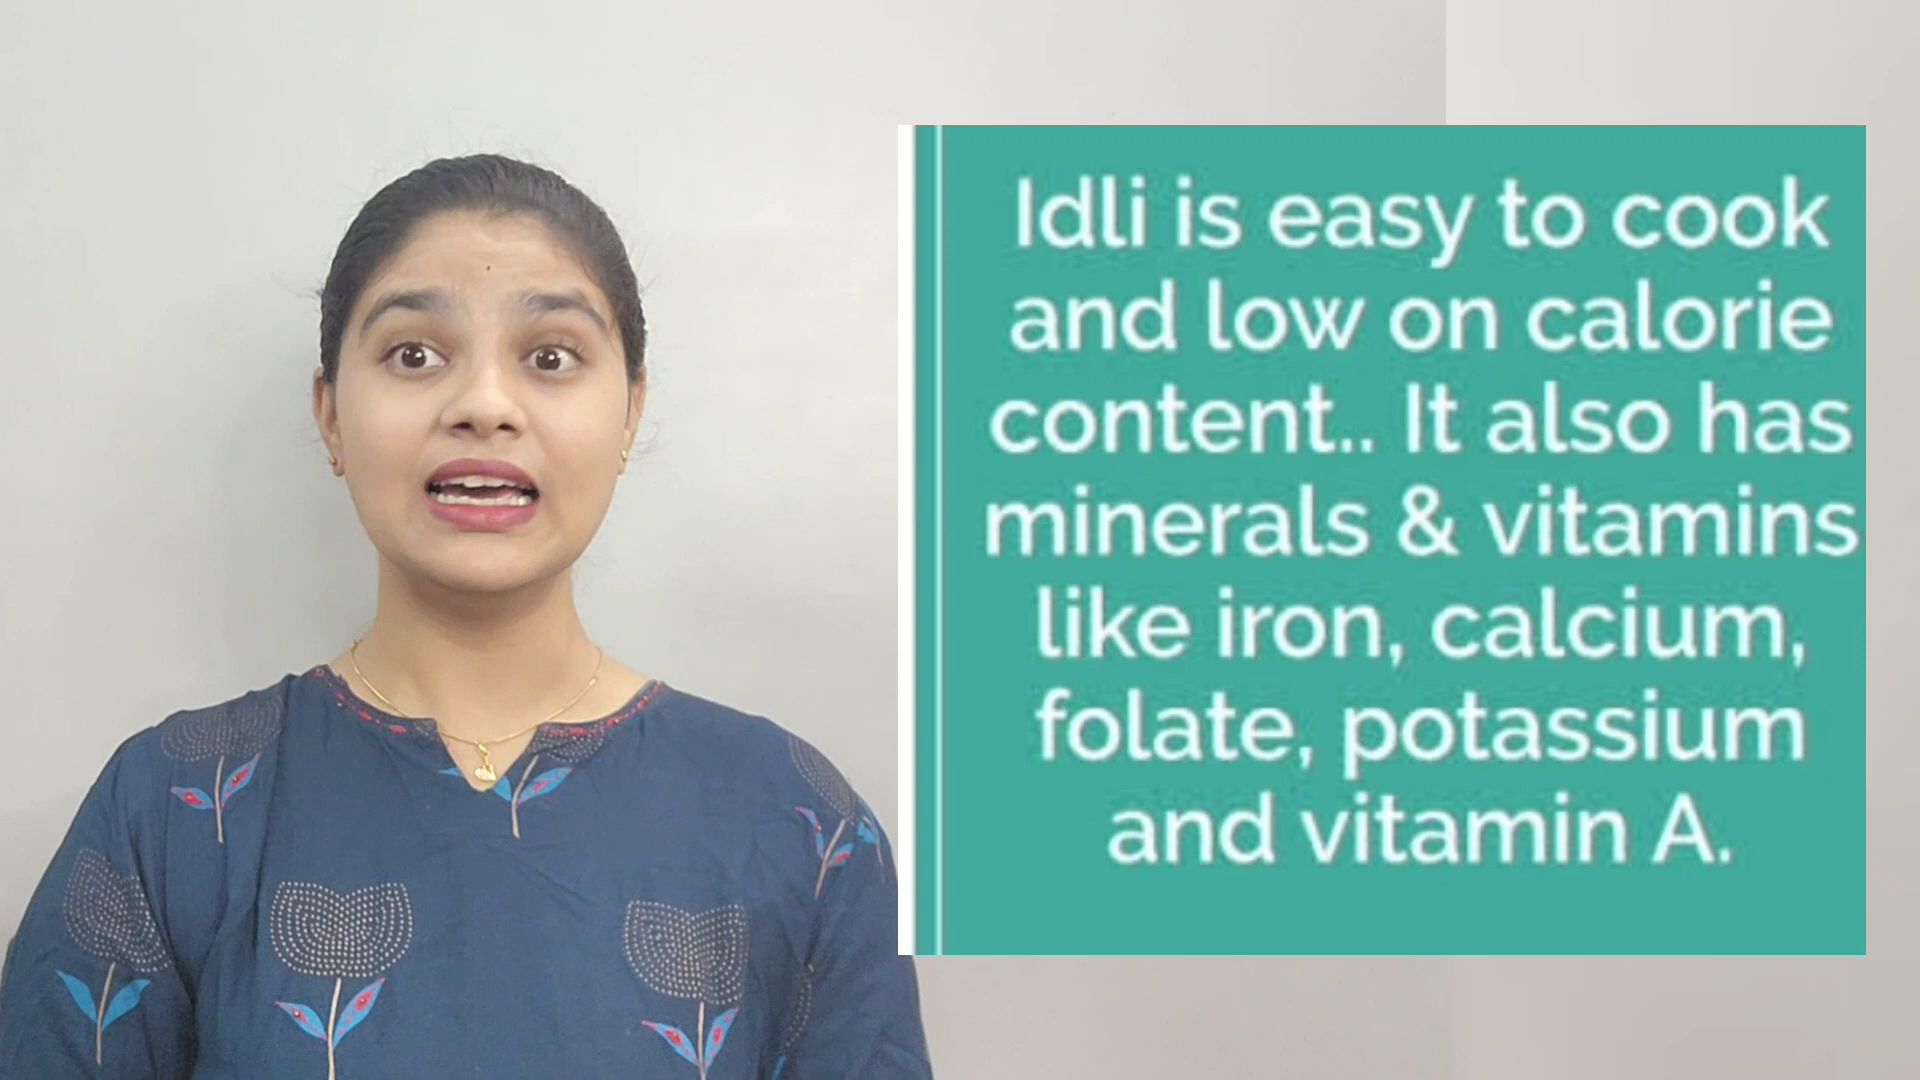 Idli is easy to cook
and low on calorie
content.. It also has
minerals & vitamins
like iron, calcium,
folate, potassium
and vitamin A.